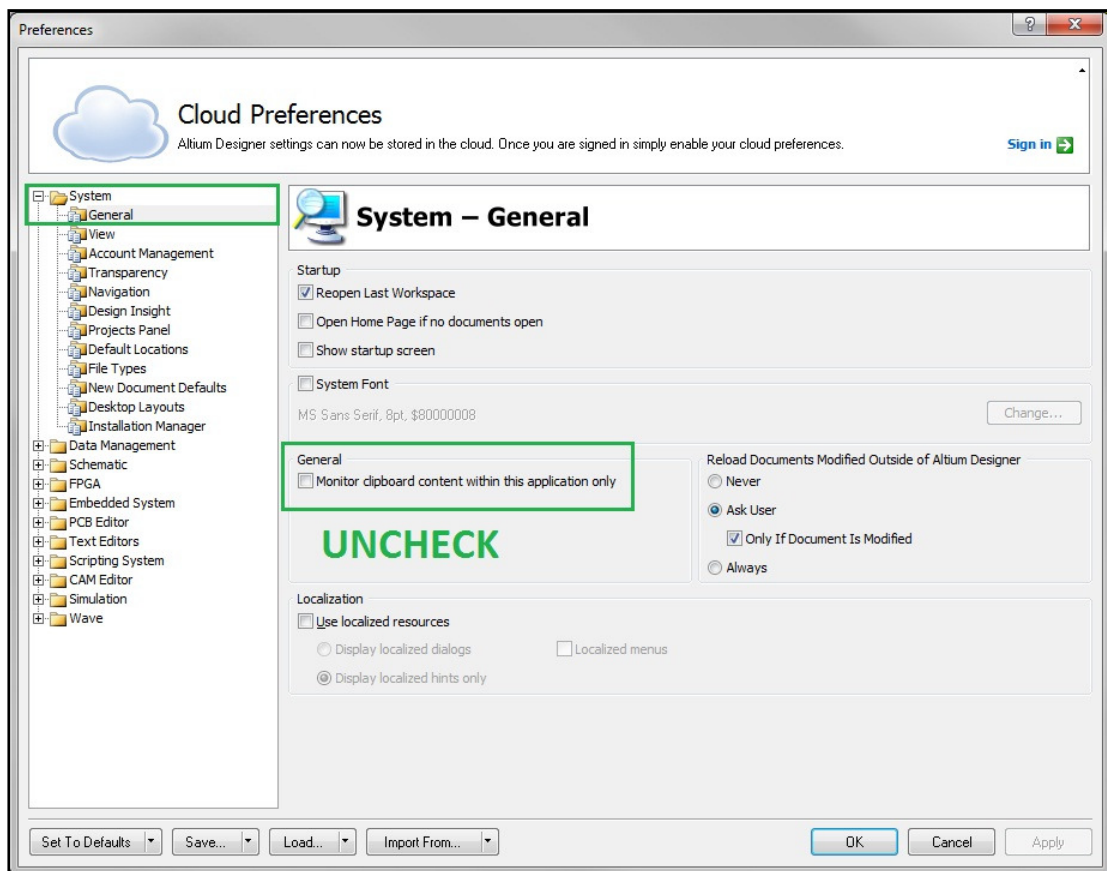 Preferences
Cloud Preferences
Altium Designer settings can now be stored in the cloud. Once you are signed in simply enable your cloud preferences.
Sign in
System
General
View
Account Management
Transparency
Navigation
Design Insight
Projects Panel
Default Locations
File Types
New Document Defaults
Desktop Layouts
Installation Manager
Data Management
Schematic
FPGA
Embedded System
PCB Editor
Text Editors
Scripting System
CAM Editor
Simulation
Wave
System – General
Startup
Reopen Last Workspace
Open Home Page if no documents open
Show startup screen
System Font
MS Sans Serif, 8pt, $80000008
Change...
General
Monitor clipboard content within this application only
UNCHECK
Reload Documents Modified Outside of Altium Designer
Never
Ask User
Only If Document Is Modified
Always
Localization
Use localized resources
Display localized dialogs
Localized menus
Display localized hints only
Set To Defaults
Save...
Load...
Import From...
OK
Cancel
Apply